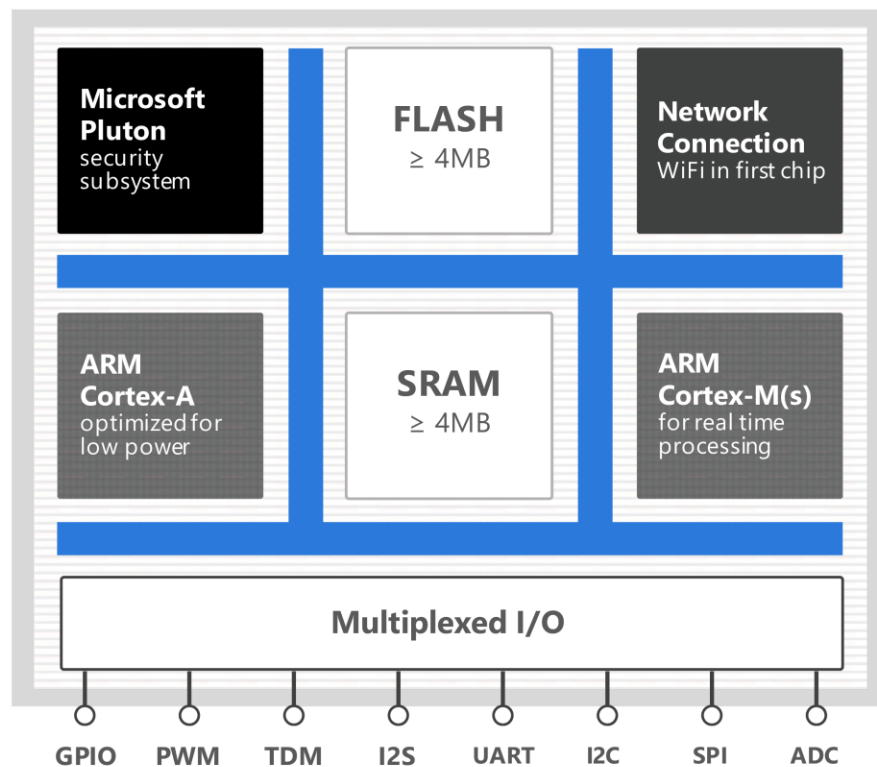 Microsoft
Pluton
security
subsystem
FLASH
≥ 4MB
Network
Connection
WiFi in first chip
ARM
Cortex-A
optimized for
low power
SRAM
≥ 4MB
ARM
Cortex-M(s)
for real time
processing
Multiplexed I/O
GPIO PWM TDM I2S UART I2C SPI ADC